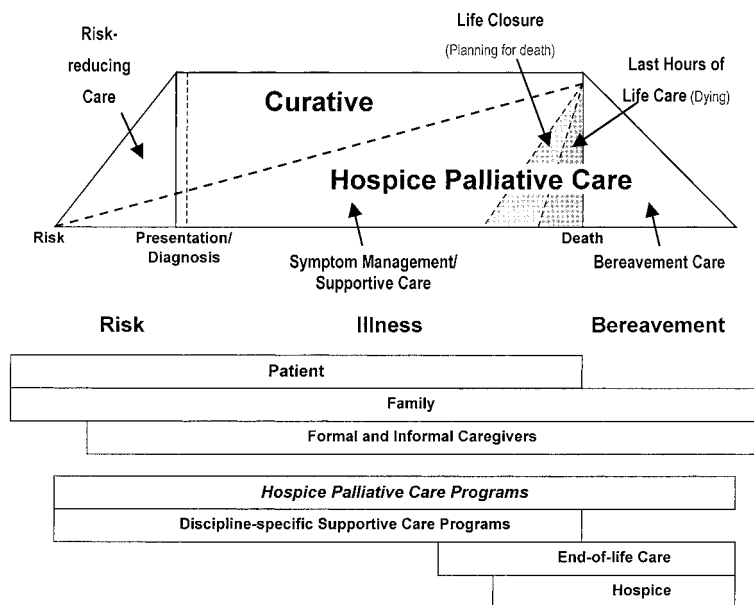 Risk-
reducing
Care
Life Closure
(Planning for death)
Last Hours of
Life Care (Dying)
Curative
Hospice Palliative Care
Risk
Presentation/
Diagnosis
Symptom Management/
Supportive Care
Death
Bereavement Care
Risk
Illness
Bereavement
Patient
Family
Formal and Informal Caregivers
Hospice Palliative Care Programs
Discipline-specific Supportive Care Programs
End-of-life Care
Hospice